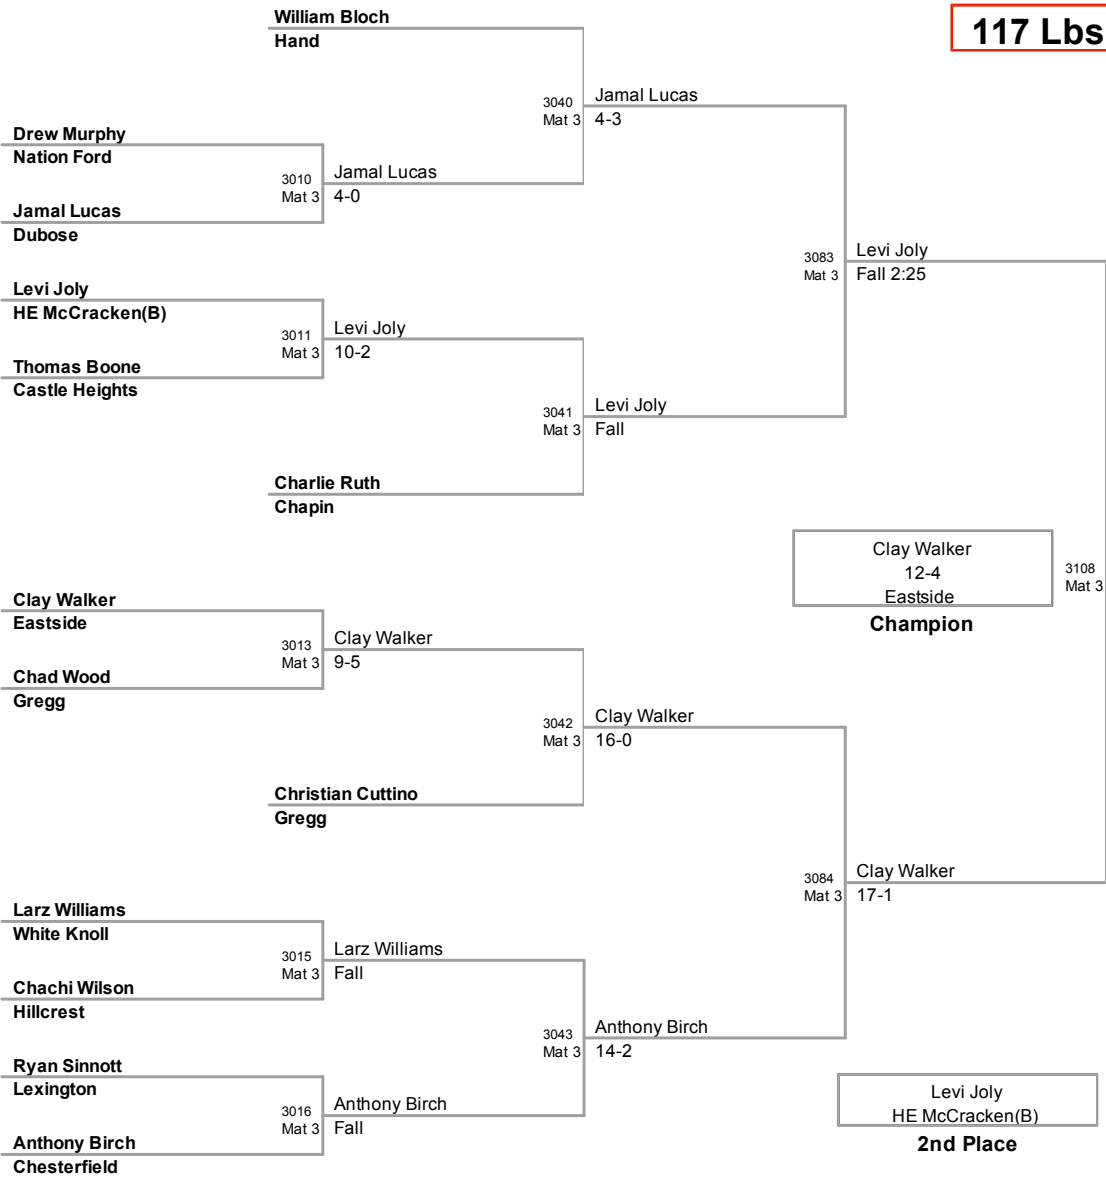 William Bloch
Hand
117 Lbs
3040
Mat 3
Jamal Lucas
4-3
Drew Murphy
Nation Ford
3010
Mat 3
Jamal Lucas
4-0
Jamal Lucas
Dubose
3083
Mat 3
Levi Joly
Fall 2:25
Levi Joly
HE McCracken(B)
3011
Mat 3
Levi Joly
10-2
Thomas Boone
Castle Heights
3041
Mat 3
Levi Joly
Fall
Charlie Ruth
Chapin
Clay Walker
12-4
Eastside
Champion
3108
Mat 3
Clay Walker
Eastside
3013
Mat 3
Clay Walker
9-5
Chad Wood
Gregg
3042
Mat 3
Clay Walker
16-0
Christian Cuttino
Gregg
3084
Mat 3
Clay Walker
17-1
Larz Williams
White Knoll
3015
Mat 3
Larz Williams
Fall
Chachi Wilson
Hillcrest
3043
Mat 3
Anthony Birch
14-2
Ryan Sinnott
Lexington
3016
Mat 3
Anthony Birch
Fall
Anthony Birch
Chesterfield
Levi Joly
HE McCracken(B)
2nd Place